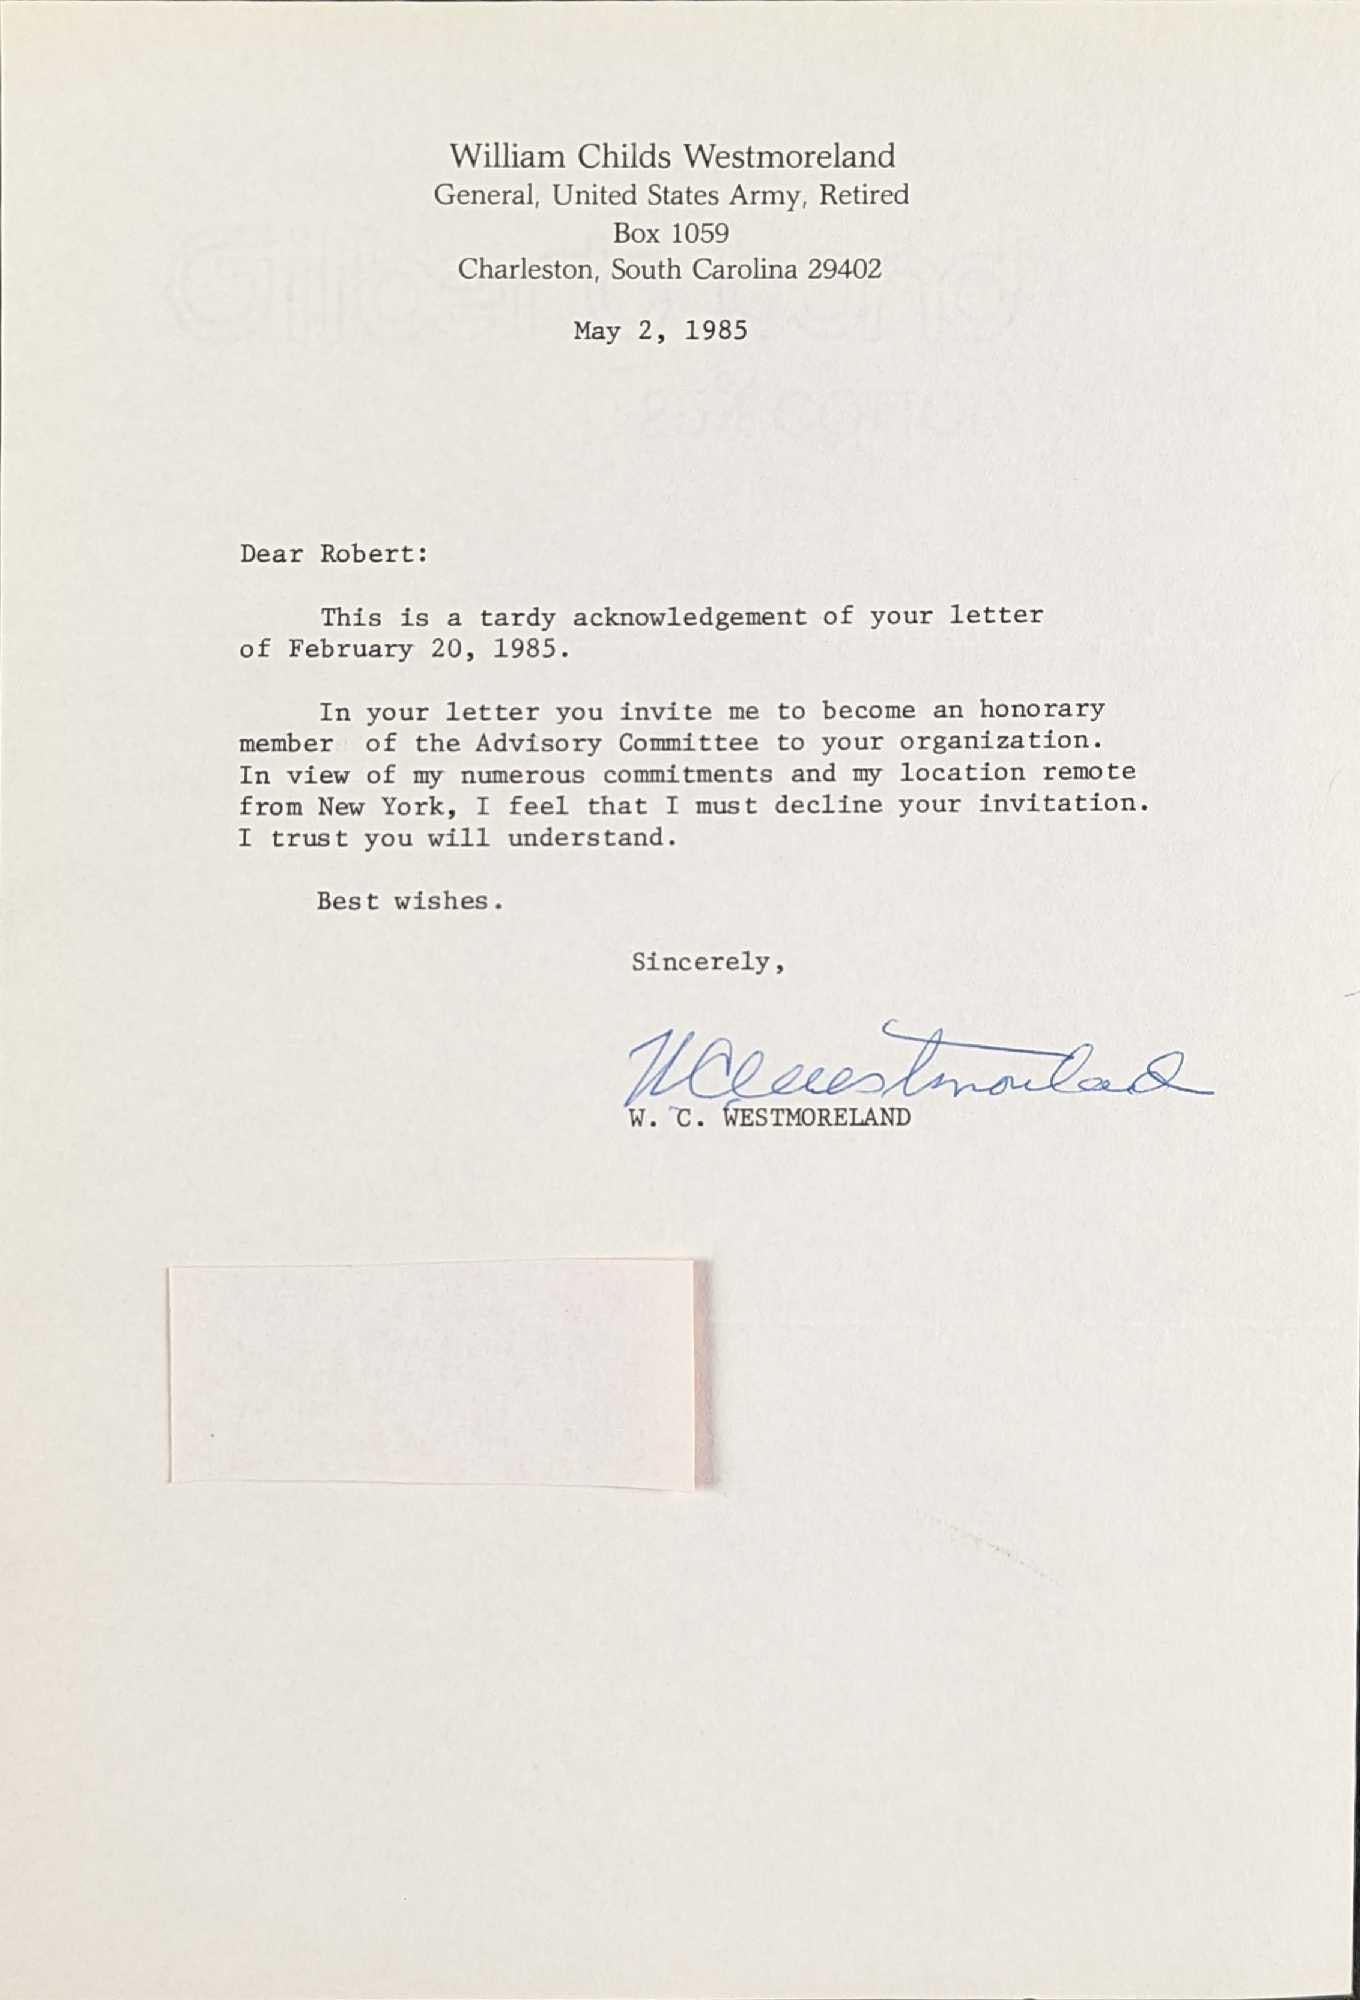 William Childs Westmoreland
General, United States Army, Retired
Box 1059
Charleston, South Carolina 29402
May 2, 1985
Dear Robert:
This is a tardy acknowledgement of your letter
of February 20, 1985.
In your letter you invite me to become an honorary
member of the Advisory Committee to your organization.
In view of my numerous commitments and my location remote
from New York, I feel that I must decline your invitation.
I trust you will understand.
Best wishes.
Sincerely,
WCWestmoreland
W. C. WESTMORELAND